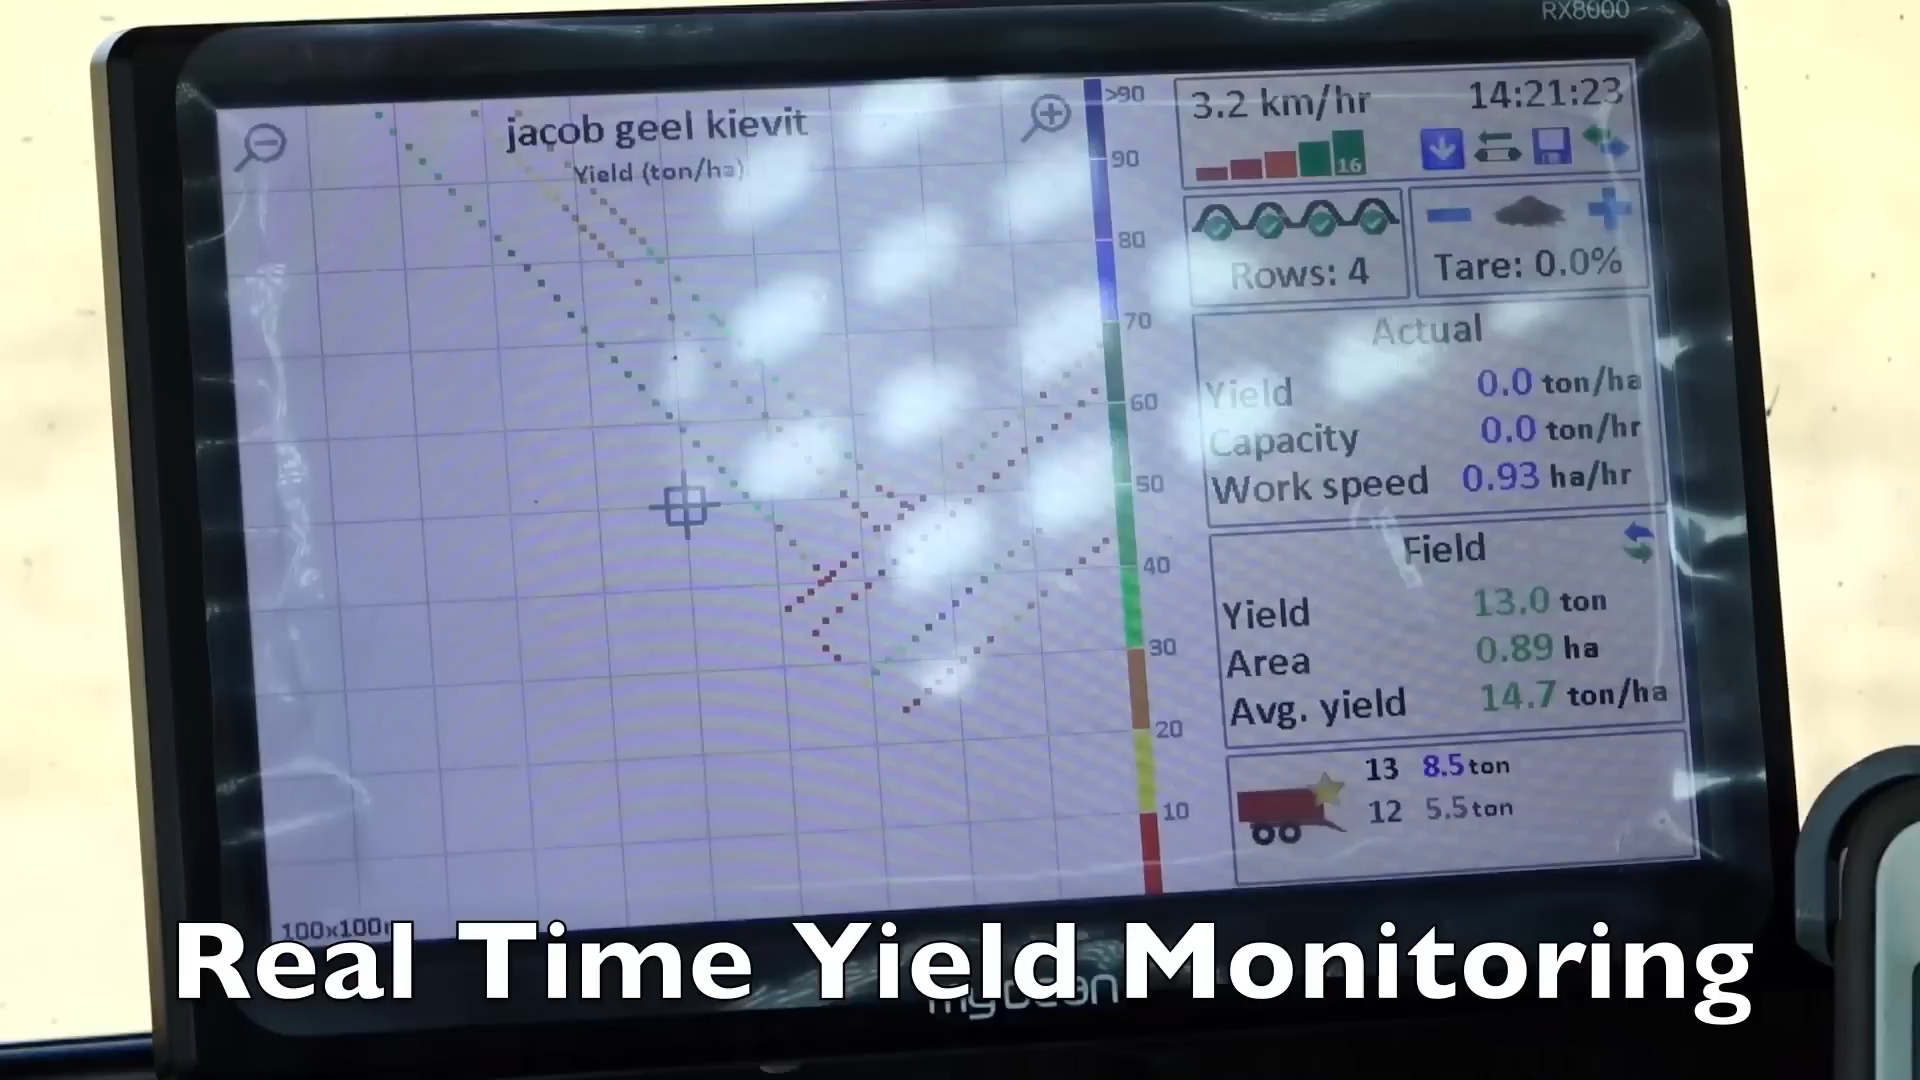 RX8000
jacob geel kievit
Yield (ton/ha)
>90
90
80
70
60
50
40
30
20
10
3.2 km/hr
14:21:23
16
Rows: 4
Tare: 0.0%
Actual
Yield 0.0 ton/ha
Capacity 0.0 ton/hr
Work speed 0.93 ha/hr
Field
Yield 13.0 ton
Area 0.89 ha
Avg. yield 14.7 ton/ha
13 8.5 ton
12 5.5 ton
Real Time Yield Monitoring